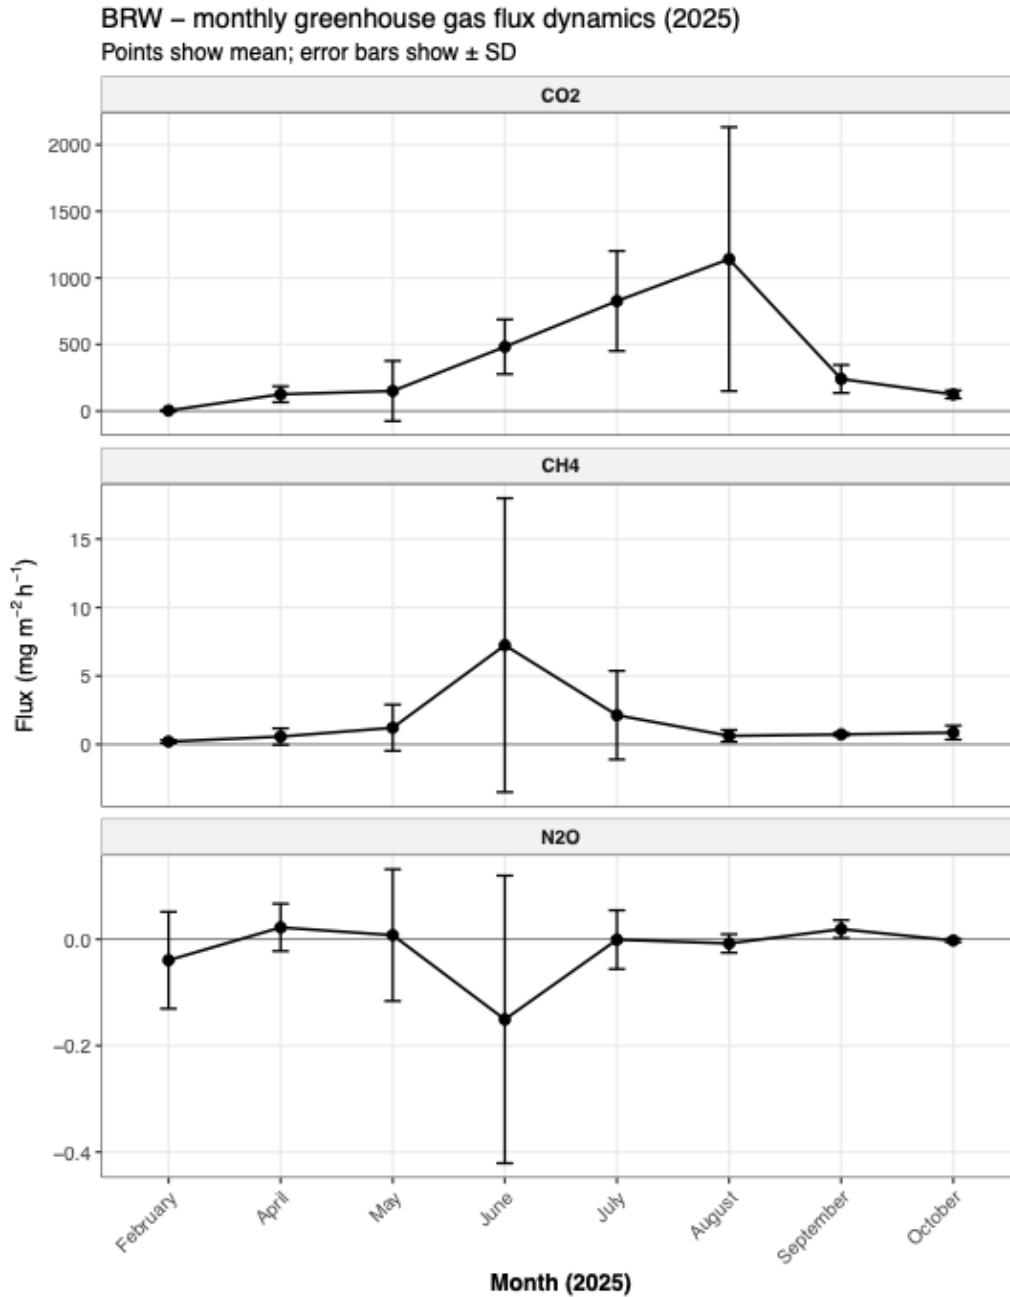 BRW – monthly greenhouse gas flux dynamics (2025)
Points show mean; error bars show ± SD
CO2
2000
1500
1000
500
0
CH4
15
10
5
0
Flux (mg m⁻² h⁻¹)
N2O
0.0
−0.2
−0.4
February
April
May
June
July
August
September
October
Month (2025)